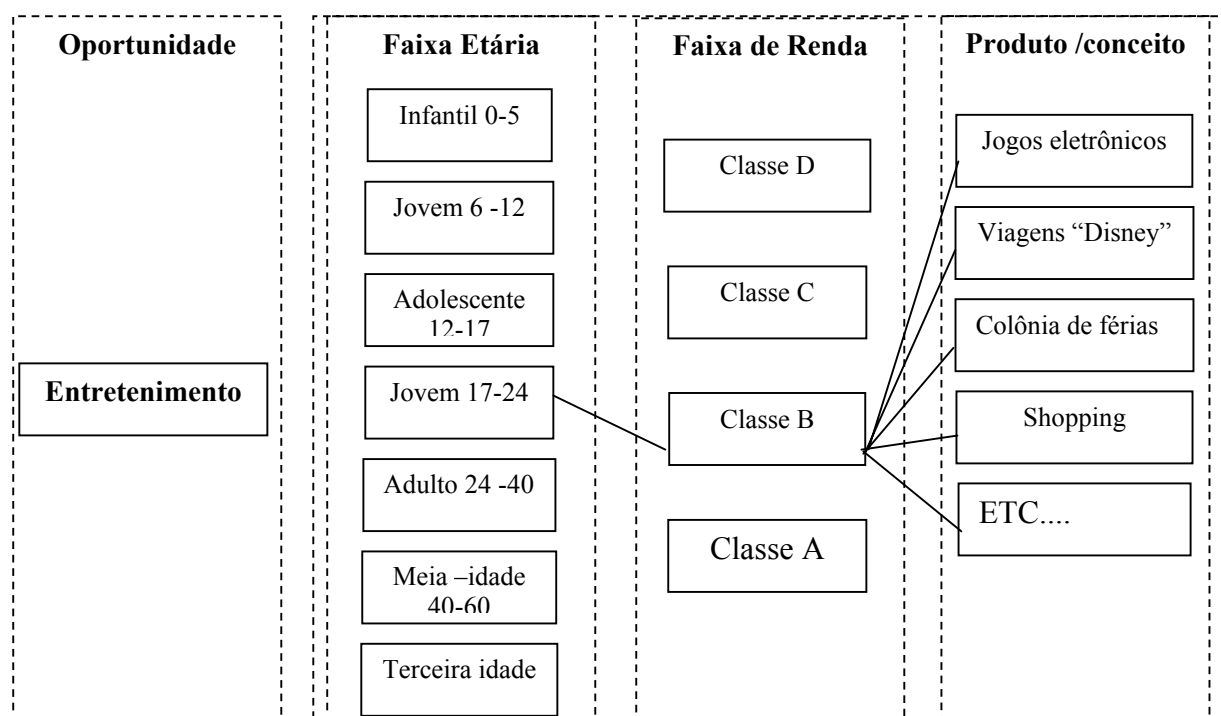 Oportunidade
Entretenimento
Faixa Etária
Infantil 0-5
Jovem 6 -12
Adolescente
12-17
Jovem 17-24
Adulto 24 -40
Meia –idade
40-60
Terceira idade
Faixa de Renda
Classe D
Classe C
Classe B
Classe A
Produto /conceito
Jogos eletrônicos
Viagens “Disney”
Colônia de férias
Shopping
ETC....